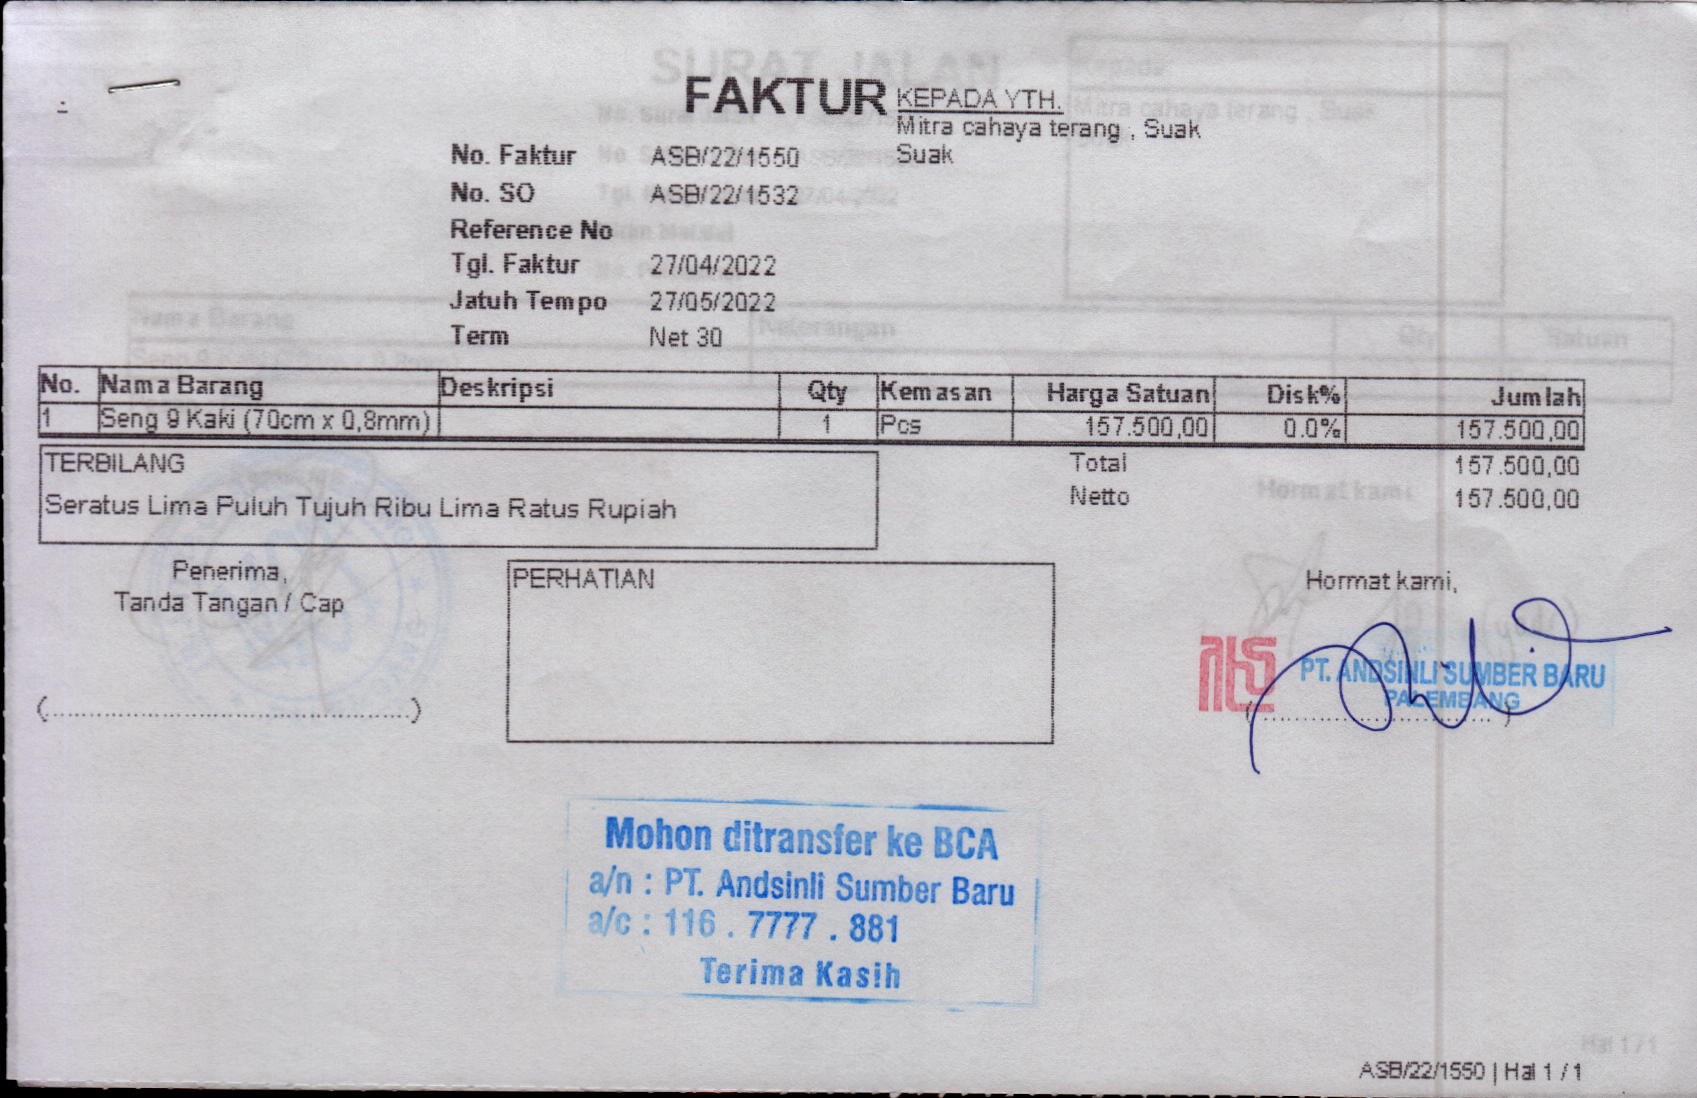 FAKTUR
KEPADA YTH.
Mitra cahaya terang , Suak
Suak
No. Faktur ASB/22/1550
No. SO ASB/22/1532
Reference No
Tgl. Faktur 27/04/2022
Jatuh Tempo 27/05/2022
Term Net 30
No. Nama Barang Deskripsi Qty Kemasan Harga Satuan Disk% Jumlah
1 Seng 9 Kaki (70cm x 0,8mm) 1 Pcs 157.500,00 0.0% 157.500,00
TERBILANG
Seratus Lima Puluh Tujuh Ribu Lima Ratus Rupiah
Total 157.500,00
Netto 157.500,00
Penerima,
Tanda Tangan / Cap
(..............................................)
PERHATIAN
Hormat kami,
PT. ANDSINLI SUMBER BARU
PALEMBANG
(..............................)
Mohon ditransfer ke BCA
a/n : PT. Andsinli Sumber Baru
a/c : 116 . 7777 . 881
Terima Kasih
ASB/22/1550 | Hal 1 / 1